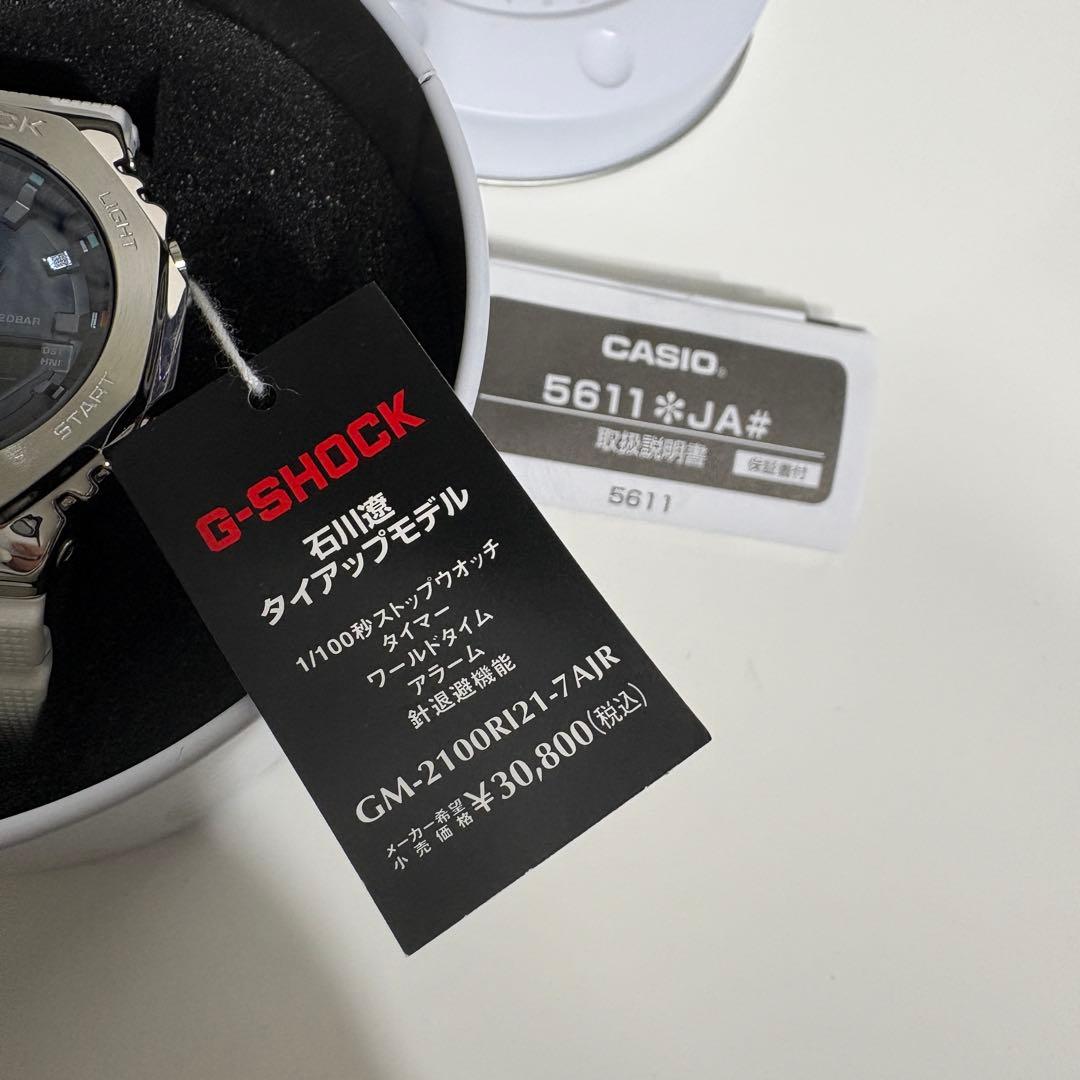 CK
LIGHT
20BAR
DST
START
CASIO®
5611✽JA#
取扱説明書 保証書付
5611
G-SHOCK
石川遼
タイアップモデル
1/100秒ストップウオッチ
タイマー
ワールドタイム
アラーム
針退避機能
GM-2100RI21-7AJR
メーカー希望
小売価格 ¥30,800(税込)